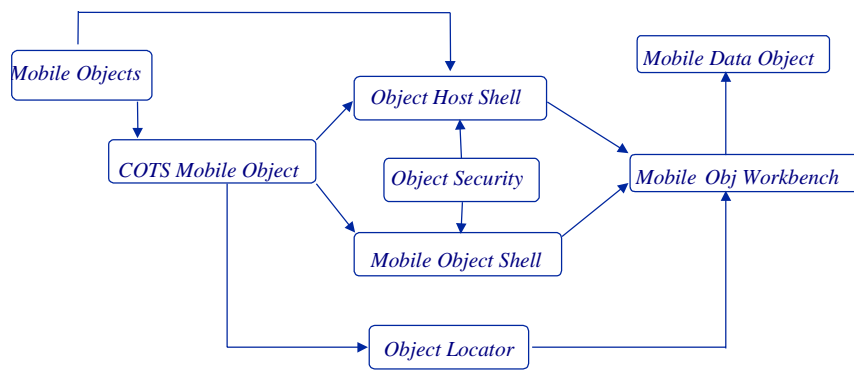 Mobile Objects
Mobile Data Object
Object Host Shell
COTS Mobile Object
Object Security
Mobile Obj Workbench
Mobile Object Shell
Object Locator